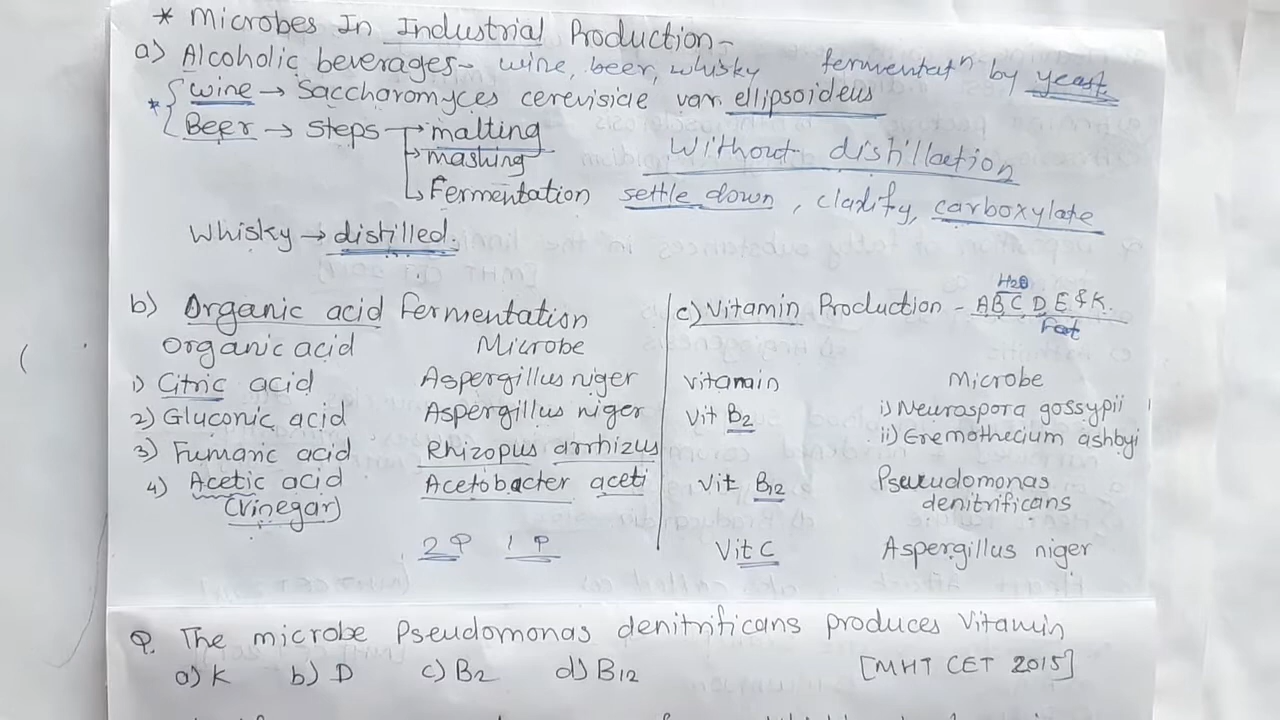 * Microbes In Industrial Production -
a) Alcoholic beverages - wine, beer, whisky fermentatⁿ by yeast.
* wine → Saccharomyces cerevisiae var. ellipsoideus
Beer → steps → malting
→ mashing Without distillation
→ Fermentation settle down, clarify, carboxylate
Whisky → distilled.
b) Organic acid Fermentation
Organic acid Microbe
1) Citric acid Aspergillus niger
2) Gluconic acid Aspergillus niger
3) Fumaric acid Rhizopus arrhizus
4) Acetic acid Acetobacter aceti
(Vinegar)
2 P 1 P
H2O
c) Vitamin Production - A B C D E & K.
Fat
vitamin Microbe
Vit B2 i) Neurospora gossypii
ii) Eremothecium ashbyi
Vit B12 Pseudomonas
denitrificans
Vit C Aspergillus niger
Q. The microbe Pseudomonas denitrificans produces Vitamin
a) K b) D c) B2 d) B12 [MHT CET 2015]